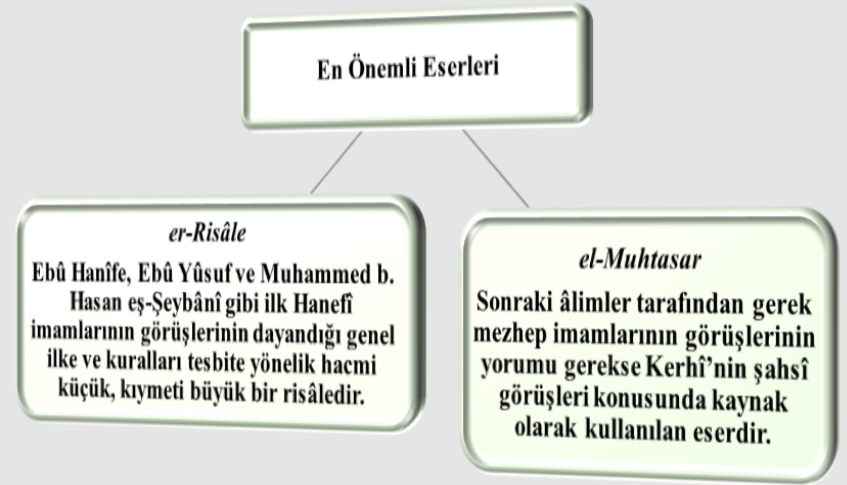 En Önemli Eserleri
er-Risâle
Ebû Hanîfe, Ebû Yûsuf ve Muhammed b.
Hasan eş-Şeybânî gibi ilk Hanefî
imamlarının görüşlerinin dayandığı genel
ilke ve kuralları tesbite yönelik hacmi
küçük, kıymeti büyük bir risâledir.
el-Muhtasar
Sonraki âlimler tarafından gerek
mezhep imamlarının görüşlerinin
yorumu gerekse Kerhî’nin şahsî
görüşleri konusunda kaynak
olarak kullanılan eserdir.